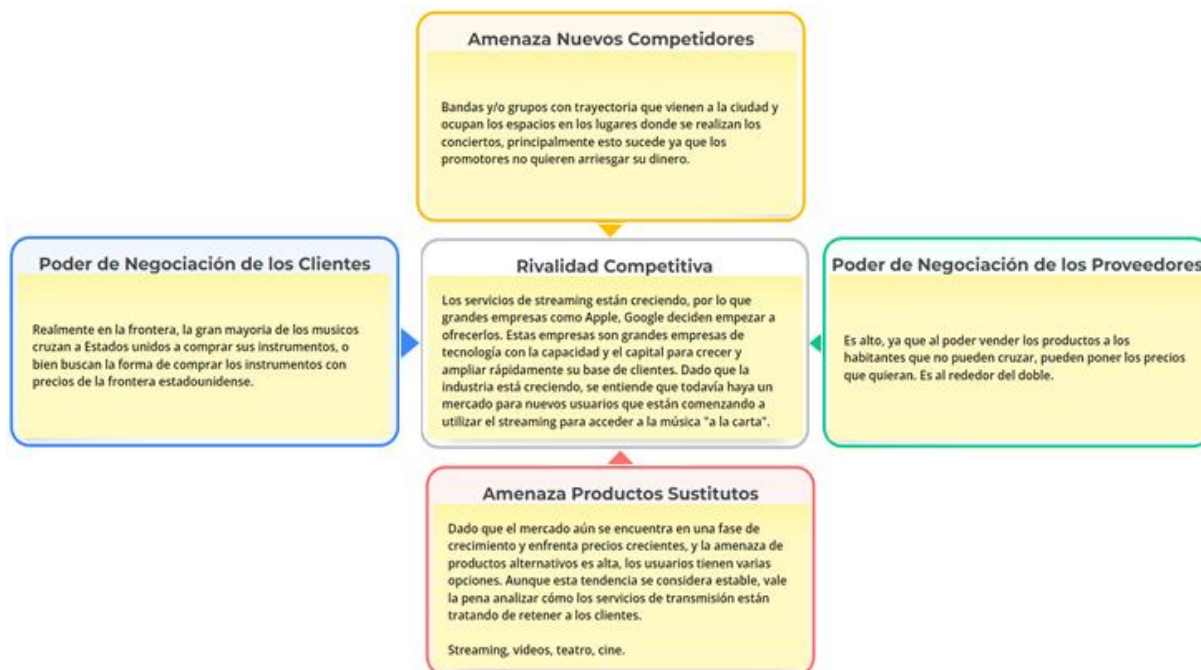 Amenaza Nuevos Competidores
Bandas y/o grupos con trayectoria que vienen a la ciudad y
ocupan los espacios en los lugares donde se realizan los
conciertos, principalmente esto sucede ya que los
promotores no quieren arriesgar su dinero.
Poder de Negociación de los Clientes
Realmente en la frontera, la gran mayoria de los musicos
cruzan a Estados unidos a comprar sus instrumentos, o
bien buscan la forma de comprar los instrumentos con
precios de la frontera estadounidense.
Rivalidad Competitiva
Los servicios de streaming están creciendo, por lo que
grandes empresas como Apple, Google deciden empezar a
ofrecerlos. Estas empresas son grandes empresas de
tecnología con la capacidad y el capital para crecer y
ampliar rápidamente su base de clientes. Dado que la
industria está creciendo, se entiende que todavía haya un
mercado para nuevos usuarios que están comenzando a
utilizar el streaming para acceder a la música "a la carta".
Poder de Negociación de los Proveedores
Es alto, ya que al poder vender los productos a los
habitantes que no pueden cruzar, pueden poner los precios
que quieran. Es al rededor del doble.
Amenaza Productos Sustitutos
Dado que el mercado aún se encuentra en una fase de
crecimiento y enfrenta precios crecientes, y la amenaza de
productos alternativos es alta, los usuarios tienen varias
opciones. Aunque esta tendencia se considera estable, vale
la pena analizar cómo los servicios de transmisión están
tratando de retener a los clientes.
Streaming, videos, teatro, cine.